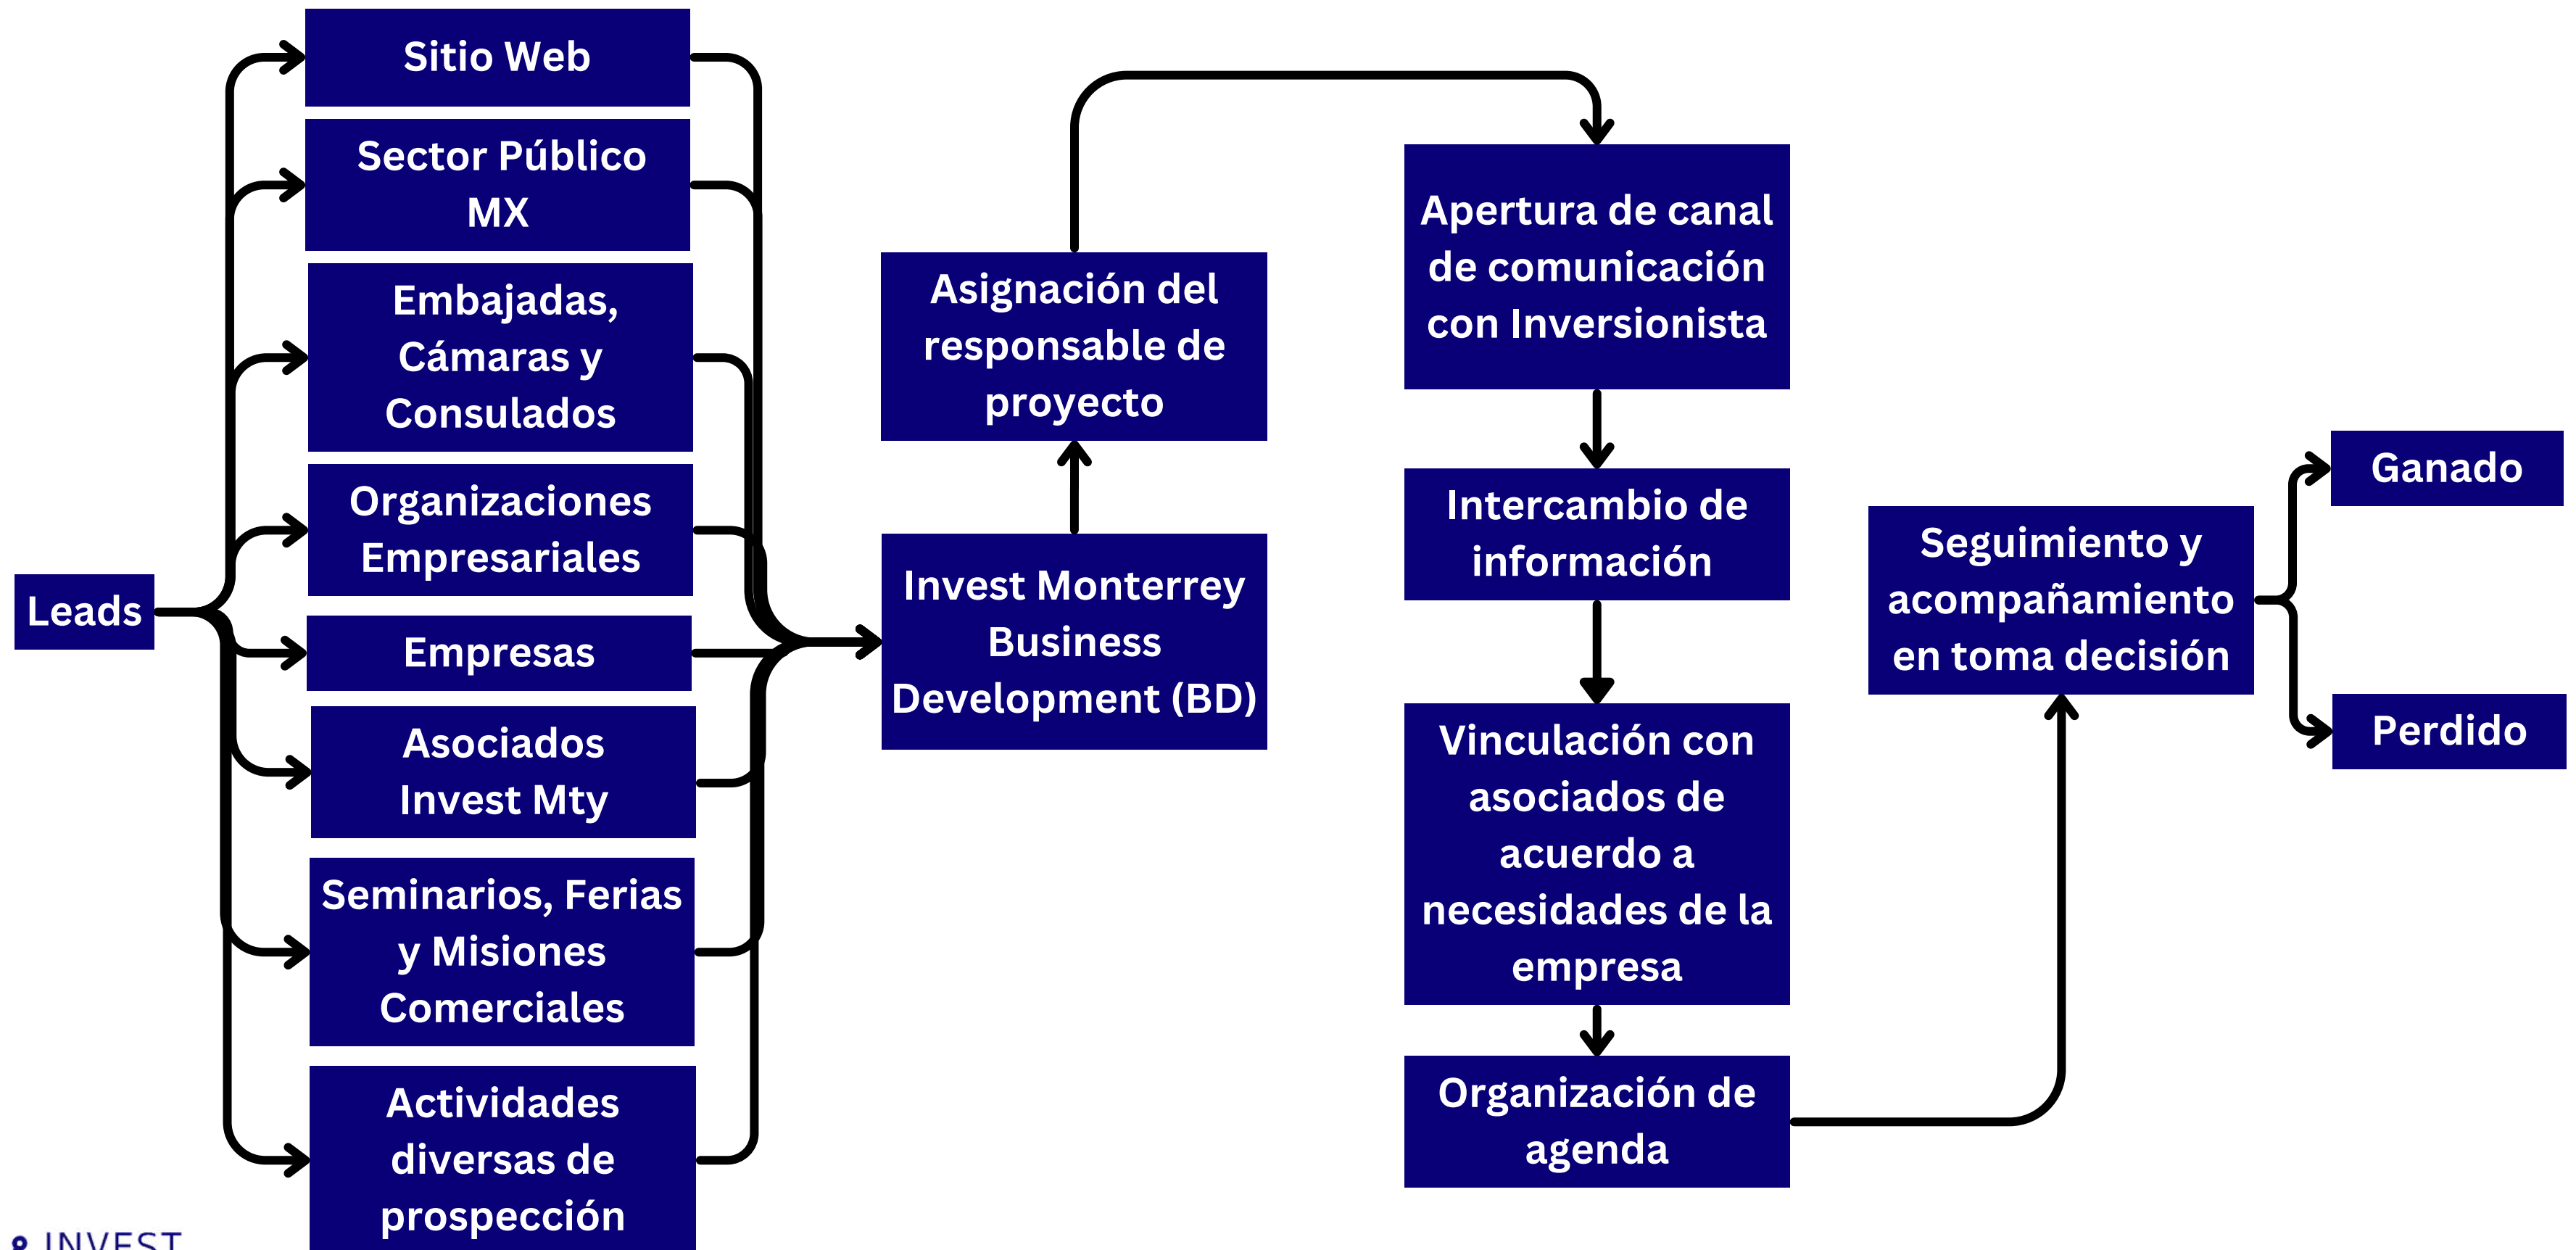 Leads
Sitio Web
Sector Público
MX
Embajadas,
Cámaras y
Consulados
Organizaciones
Empresariales
Empresas
Asociados
Invest Mty
Seminarios, Ferias
y Misiones
Comerciales
Actividades
diversas de
prospección
Invest Monterrey
Business
Development (BD)
Asignación del
responsable de
proyecto
Apertura de canal
de comunicación
con Inversionista
Intercambio de
información
Vinculación con
asociados de
acuerdo a
necesidades de la
empresa
Organización de
agenda
Seguimiento y
acompañamiento
en toma decisión
Ganado
Perdido
INVEST